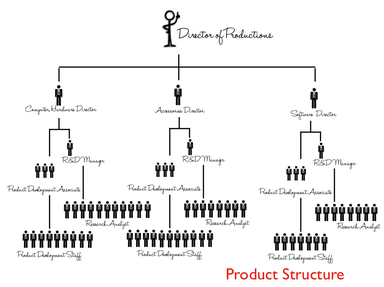 Director of Productions
Computer Hardware Director
Accessories Director
Software Director
R&D Manager
R&D Manager
R&D Manager
Product Development Associate
Product Development Associate
Product Development Associate
Research Analyst
Research Analyst
Research Analyst
Product Development Staff
Product Development Staff
Product Development Staff
Product Structure